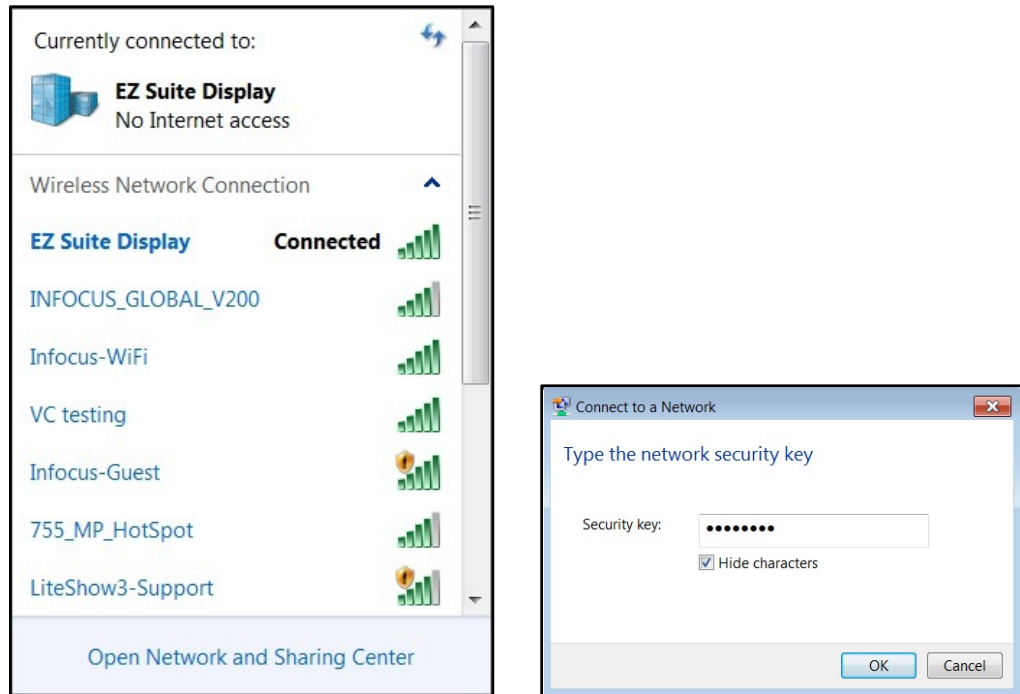 Currently connected to:
EZ Suite Display
No Internet access
Wireless Network Connection
EZ Suite Display Connected
INFOCUS_GLOBAL_V200
Infocus-WiFi
VC testing
Infocus-Guest
755_MP_HotSpot
LiteShow3-Support
Open Network and Sharing Center
Connect to a Network
Type the network security key
Security key: ••••••••
Hide characters
OK Cancel